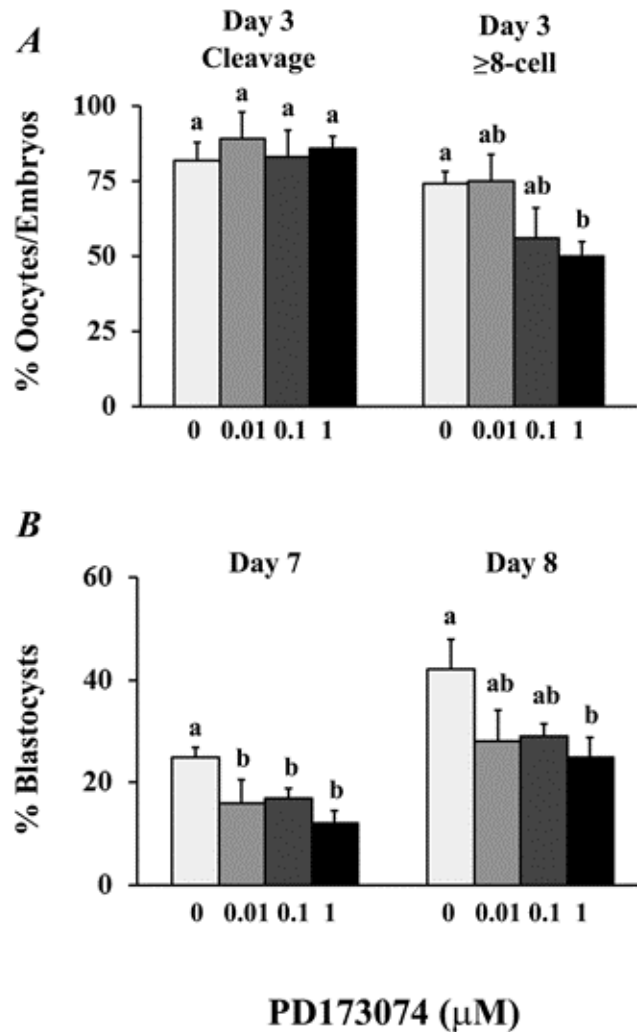 A
Day 3
Cleavage
Day 3
≥8-cell
% Oocytes/Embryos
100
75
50
25
0
a
a
a
a
a
ab
ab
b
0 0.01 0.1 1
0 0.01 0.1 1
B
Day 7
Day 8
% Blastocysts
60
40
20
0
a
b
b
b
a
ab
ab
b
0 0.01 0.1 1
0 0.01 0.1 1
PD173074 (µM)